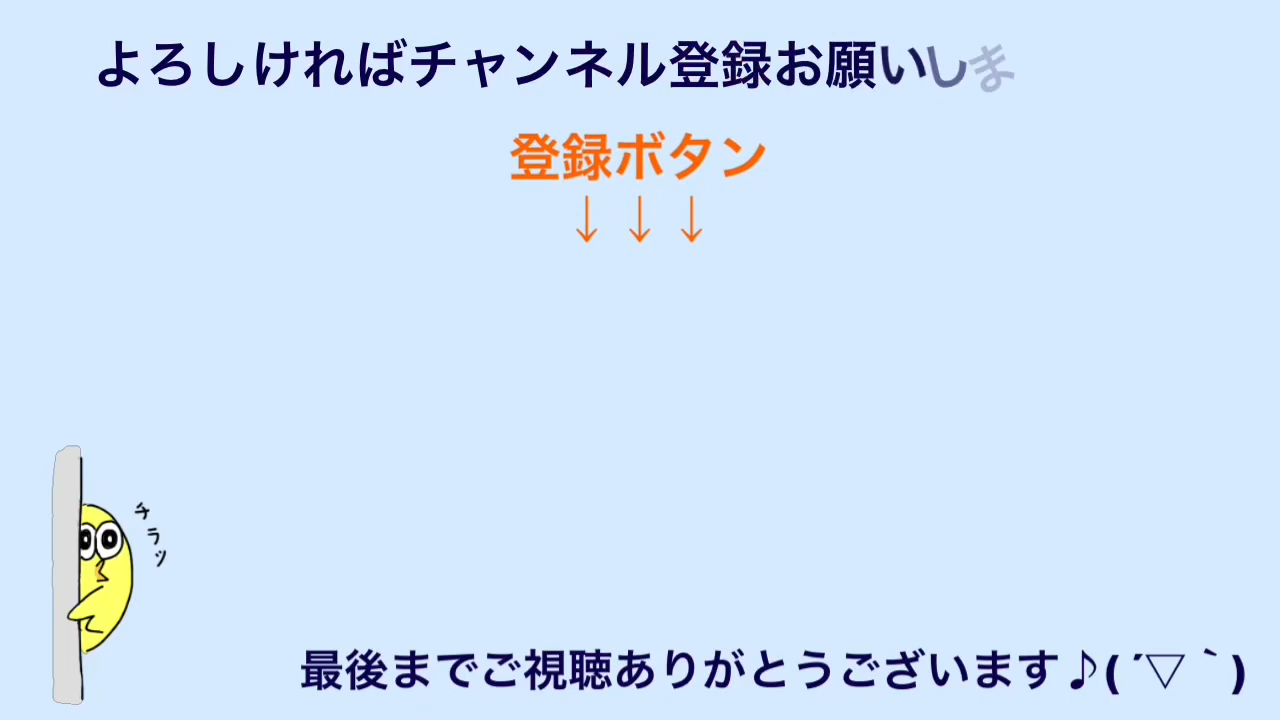 よろしければチャンネル登録お願いしま
登録ボタン
↓ ↓ ↓
チラッ
最後までご視聴ありがとうございます♪( ´▽｀)